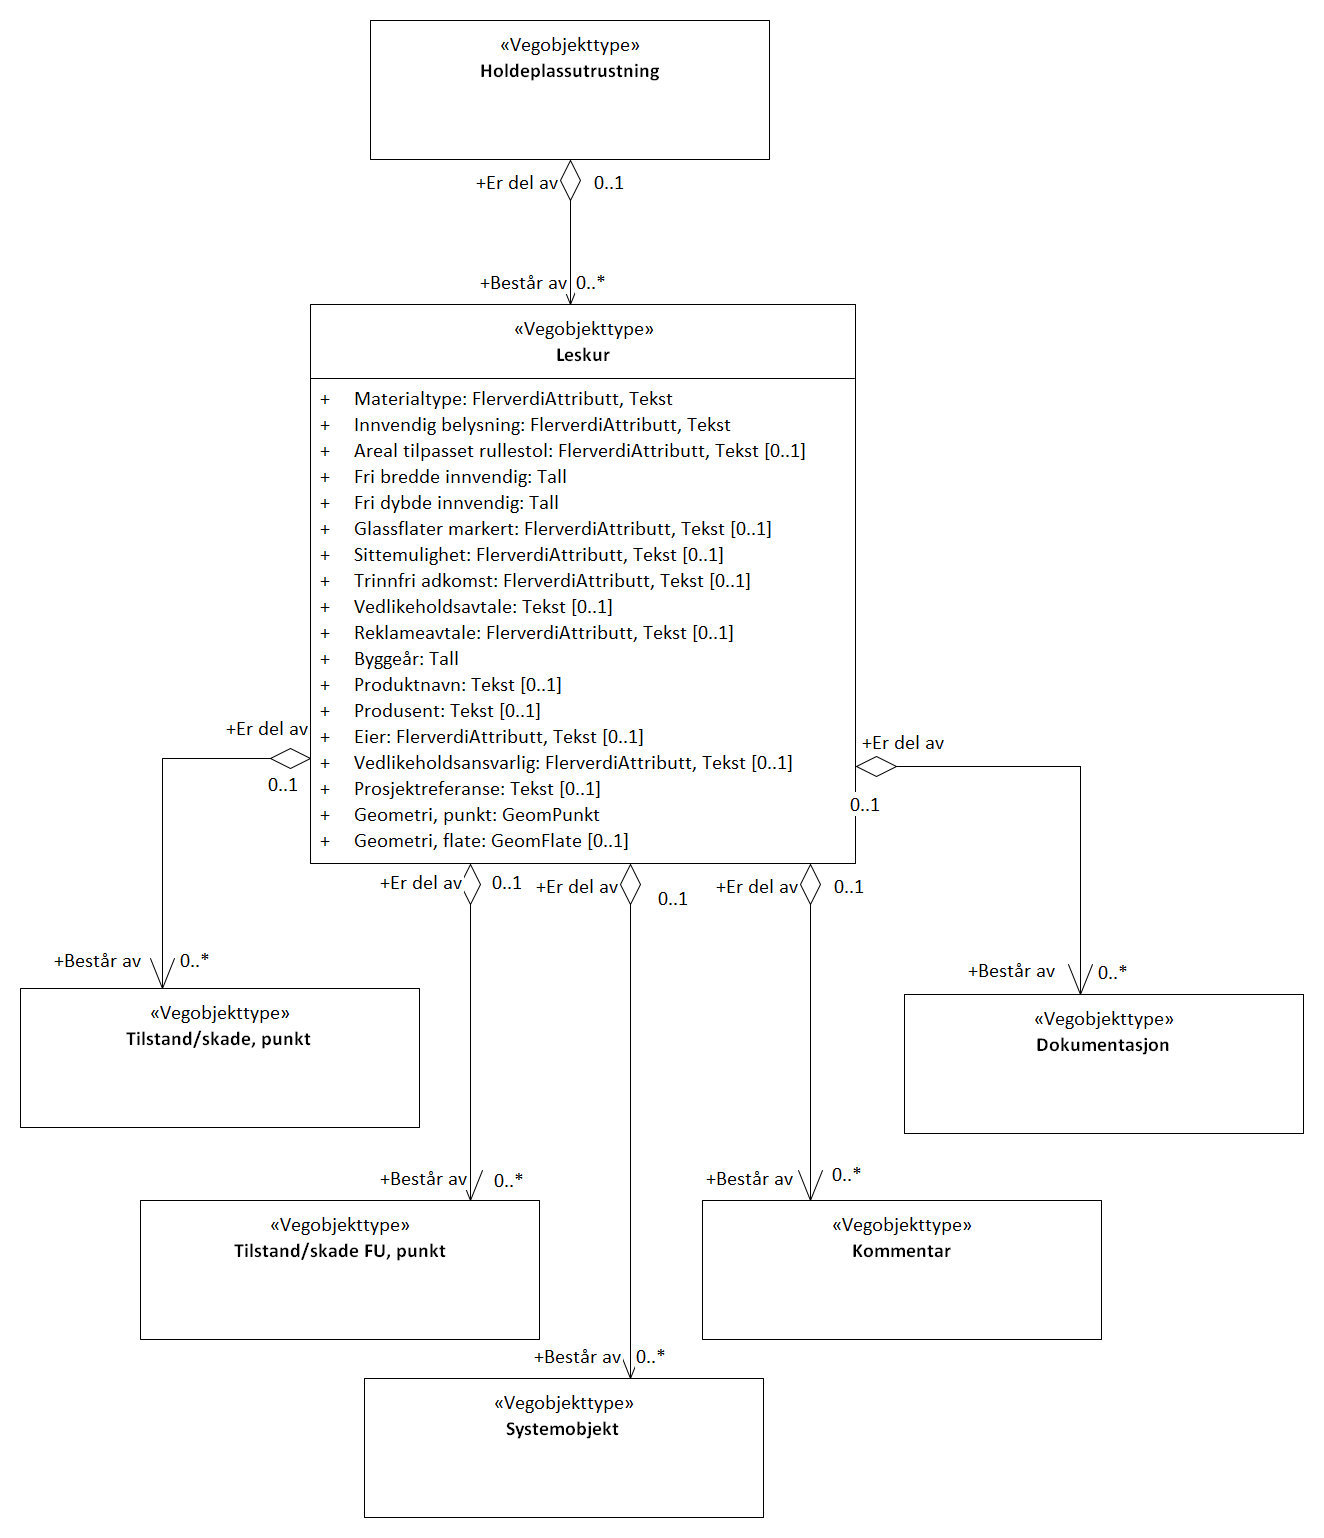 «Vegobjekttype»
Holdeplassutrustning
+Er del av 0..1
+Består av 0..*
«Vegobjekttype»
Leskur
+ Materialtype: FlerverdiAttributt, Tekst
+ Innvendig belysning: FlerverdiAttributt, Tekst
+ Areal tilpasset rullestol: FlerverdiAttributt, Tekst [0..1]
+ Fri bredde innvendig: Tall
+ Fri dybde innvendig: Tall
+ Glassflater markert: FlerverdiAttributt, Tekst [0..1]
+ Sittemulighet: FlerverdiAttributt, Tekst [0..1]
+ Trinnfri adkomst: FlerverdiAttributt, Tekst [0..1]
+ Vedlikeholdsavtale: Tekst [0..1]
+ Reklameavtale: FlerverdiAttributt, Tekst [0..1]
+ Byggeår: Tall
+ Produktnavn: Tekst [0..1]
+ Produsent: Tekst [0..1]
+ Eier: FlerverdiAttributt, Tekst [0..1]
+ Vedlikeholdsansvarlig: FlerverdiAttributt, Tekst [0..1]
+ Prosjektreferanse: Tekst [0..1]
+ Geometri, punkt: GeomPunkt
+ Geometri, flate: GeomFlate [0..1]
+Er del av
0..1
+Er del av
0..1
+Er del av 0..1
+Er del av 0..1
+Er del av 0..1
+Består av 0..*
«Vegobjekttype»
Tilstand/skade, punkt
+Består av 0..*
«Vegobjekttype»
Dokumentasjon
+Består av 0..*
«Vegobjekttype»
Tilstand/skade FU, punkt
+Består av 0..*
«Vegobjekttype»
Kommentar
+Består av 0..*
«Vegobjekttype»
Systemobjekt